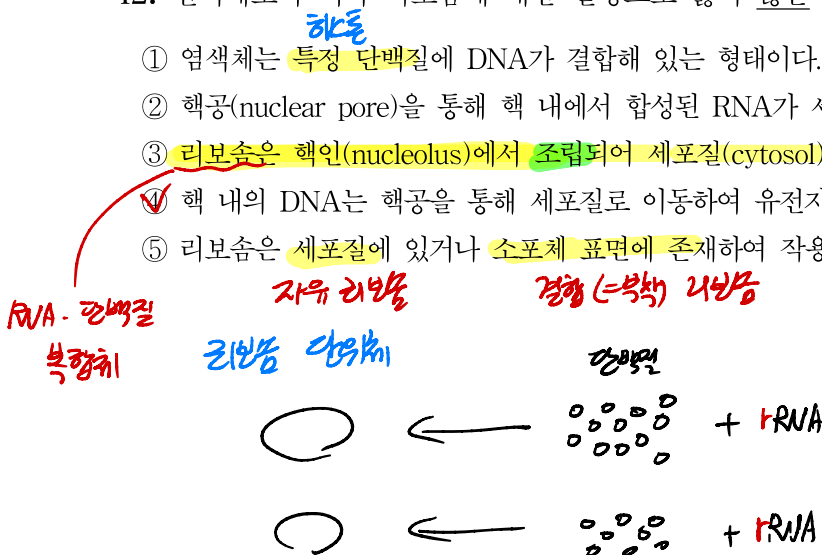 히스톤
① 염색체는 특정 단백질에 DNA가 결합해 있는 형태이다.
② 핵공(nuclear pore)을 통해 핵 내에서 합성된 RNA가
③ 리보솜은 핵인(nucleolus)에서 조립되어 세포질(cytosol)
④ 핵 내의 DNA는 핵공을 통해 세포질로 이동하여 유전자
⑤ 리보솜은 세포질에 있거나 소포체 표면에 존재하여 작용
자유 리보솜 결합(=부착) 리보솜
RNA - 단백질
복합체
리보솜 단위체 단백질
+ rRNA
+ rRNA